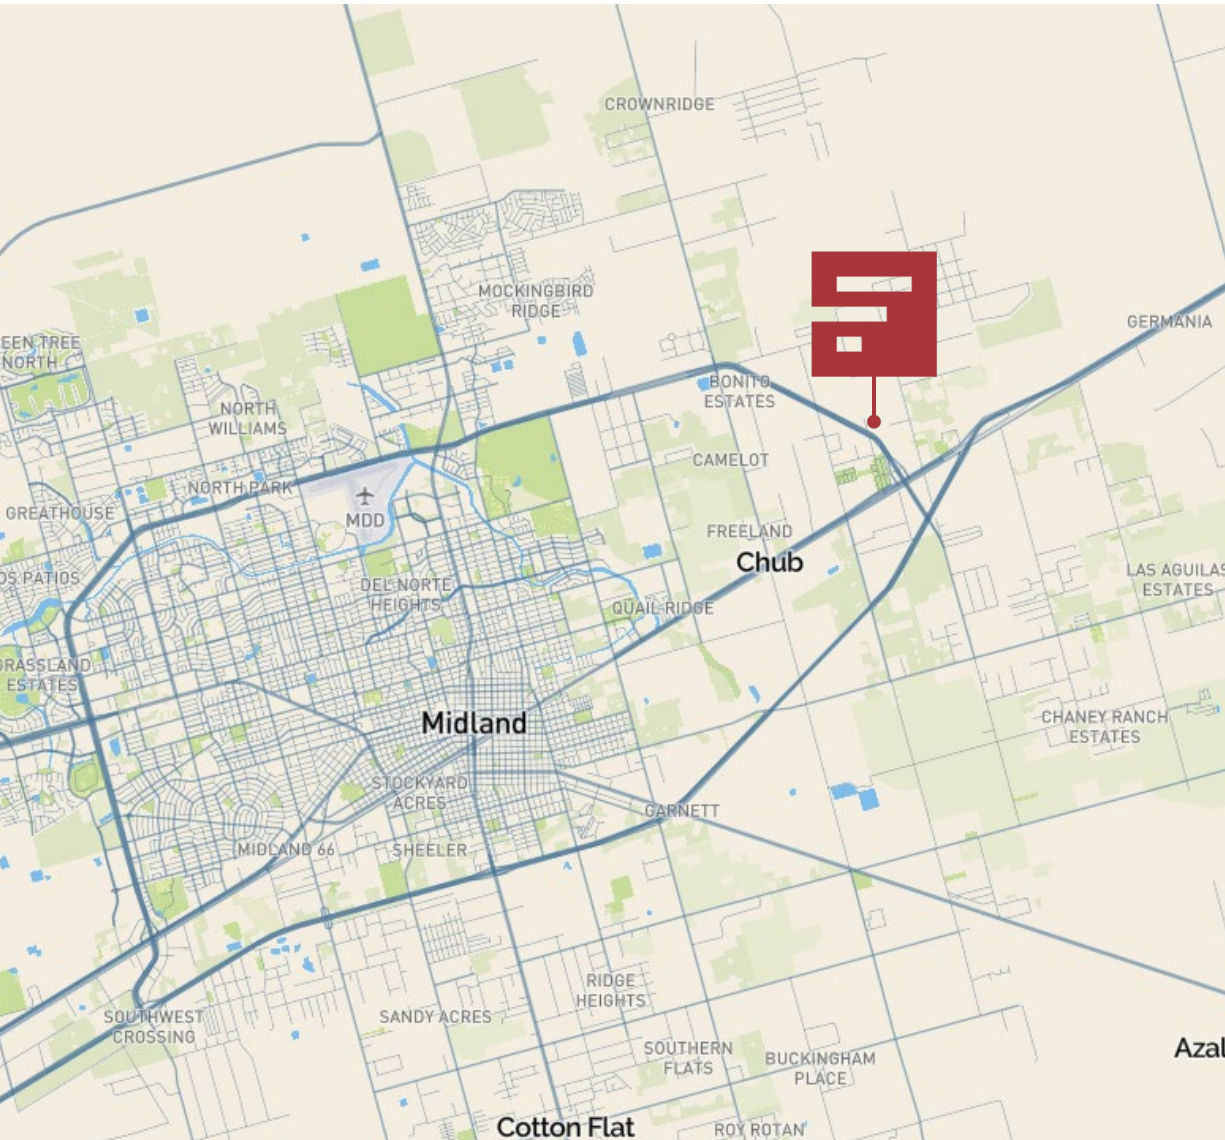 CROWNRIDGE
MOCKINGBIRD
RIDGE
GERMANIA
EEN TREE
NORTH
BONITO
ESTATES
NORTH
WILLIAMS
CAMELOT
NORTH PARK
GREATHOUSE
MDD
FREELAND
Chub
OS PATIOS
DEL NORTE
HEIGHTS
LAS AGUILAS
ESTATES
QUAIL RIDGE
GRASSLAND
ESTATES
Midland
CHANEY RANCH
ESTATES
STOCKYARD
ACRES
GARNETT
MIDLAND 66
SHEELER
RIDGE
HEIGHTS
SOUTHWEST
CROSSING
SANDY ACRES
SOUTHERN
FLATS
BUCKINGHAM
PLACE
Azal
Cotton Flat
ROY ROTAN